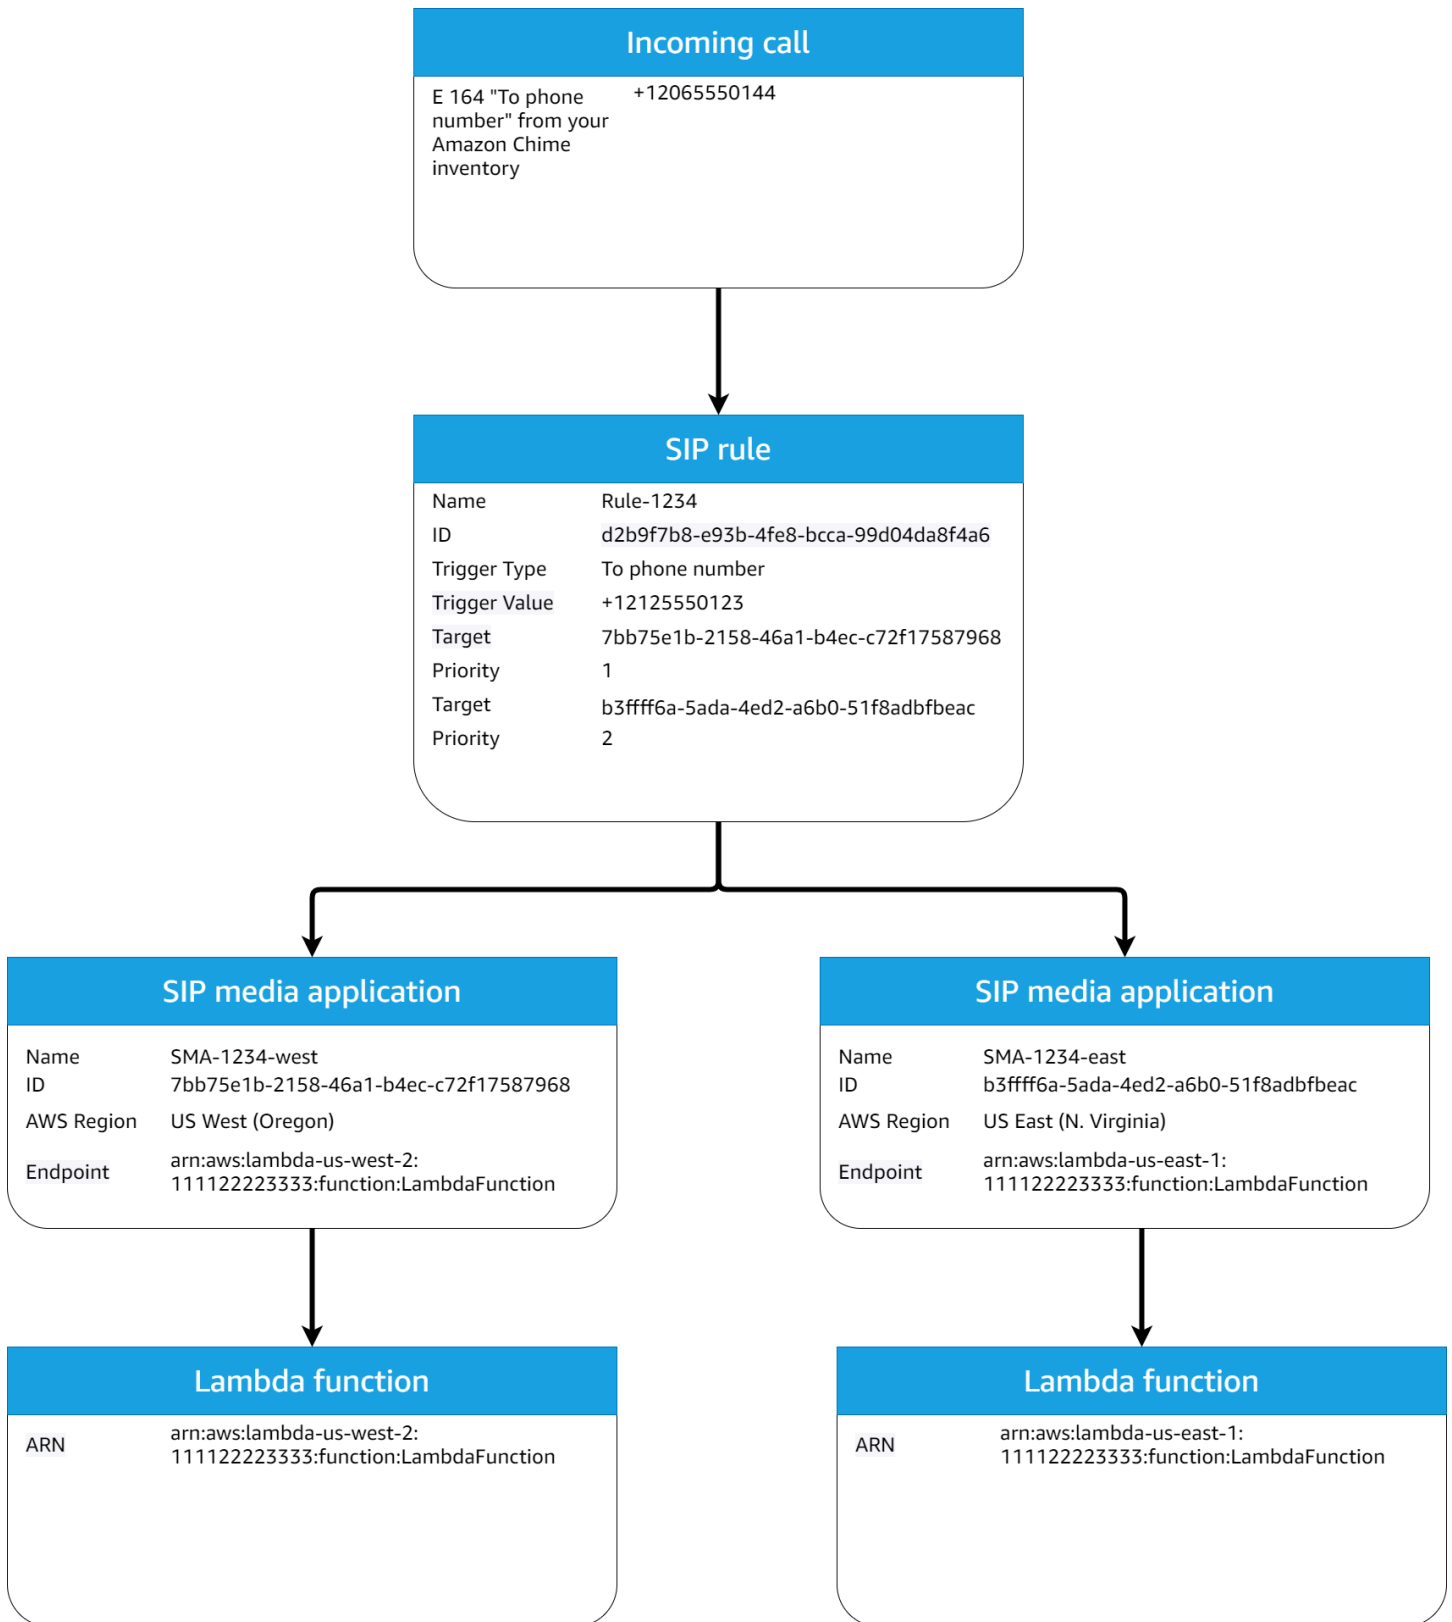 Incoming call
E 164 "To phone
number" from your
Amazon Chime
inventory
+12065550144
SIP rule
Name Rule-1234
ID d2b9f7b8-e93b-4fe8-bcca-99d04da8f4a6
Trigger Type To phone number
Trigger Value +12125550123
Target 7bb75e1b-2158-46a1-b4ec-c72f17587968
Priority 1
Target b3ffff6a-5ada-4ed2-a6b0-51f8adbfbeac
Priority 2
SIP media application
Name SMA-1234-west
ID 7bb75e1b-2158-46a1-b4ec-c72f17587968
AWS Region US West (Oregon)
Endpoint arn:aws:lambda-us-west-2:
111122223333:function:LambdaFunction
SIP media application
Name SMA-1234-east
ID b3ffff6a-5ada-4ed2-a6b0-51f8adbfbeac
AWS Region US East (N. Virginia)
Endpoint arn:aws:lambda-us-east-1:
111122223333:function:LambdaFunction
Lambda function
ARN arn:aws:lambda-us-west-2:
111122223333:function:LambdaFunction
Lambda function
ARN arn:aws:lambda-us-east-1:
111122223333:function:LambdaFunction